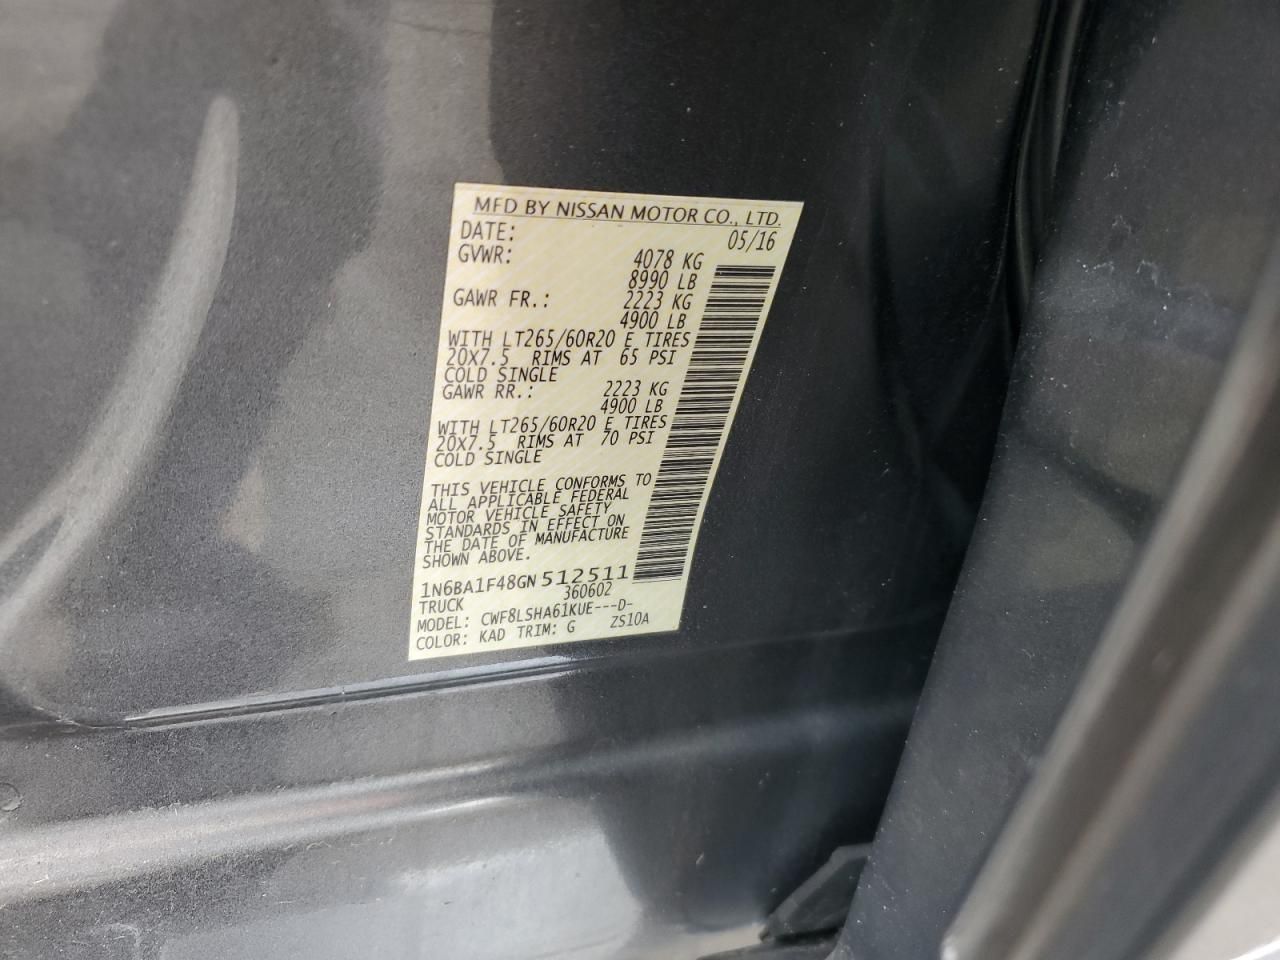 MFD BY NISSAN MOTOR CO., LTD.
DATE: 05/16
GVWR: 4078 KG
8990 LB
GAWR FR.: 2223 KG
4900 LB
WITH LT265/60R20 E TIRES
20X7.5 RIMS AT 65 PSI
COLD SINGLE
GAWR RR.: 2223 KG
4900 LB
WITH LT265/60R20 E TIRES
20X7.5 RIMS AT 70 PSI
COLD SINGLE
THIS VEHICLE CONFORMS TO
ALL APPLICABLE FEDERAL
MOTOR VEHICLE SAFETY
STANDARDS IN EFFECT ON
THE DATE OF MANUFACTURE
SHOWN ABOVE.
1N6BA1F48GN512511
TRUCK 360602
MODEL: CWF8LSHA61KUE---D-
COLOR: KAD TRIM: G ZS10A